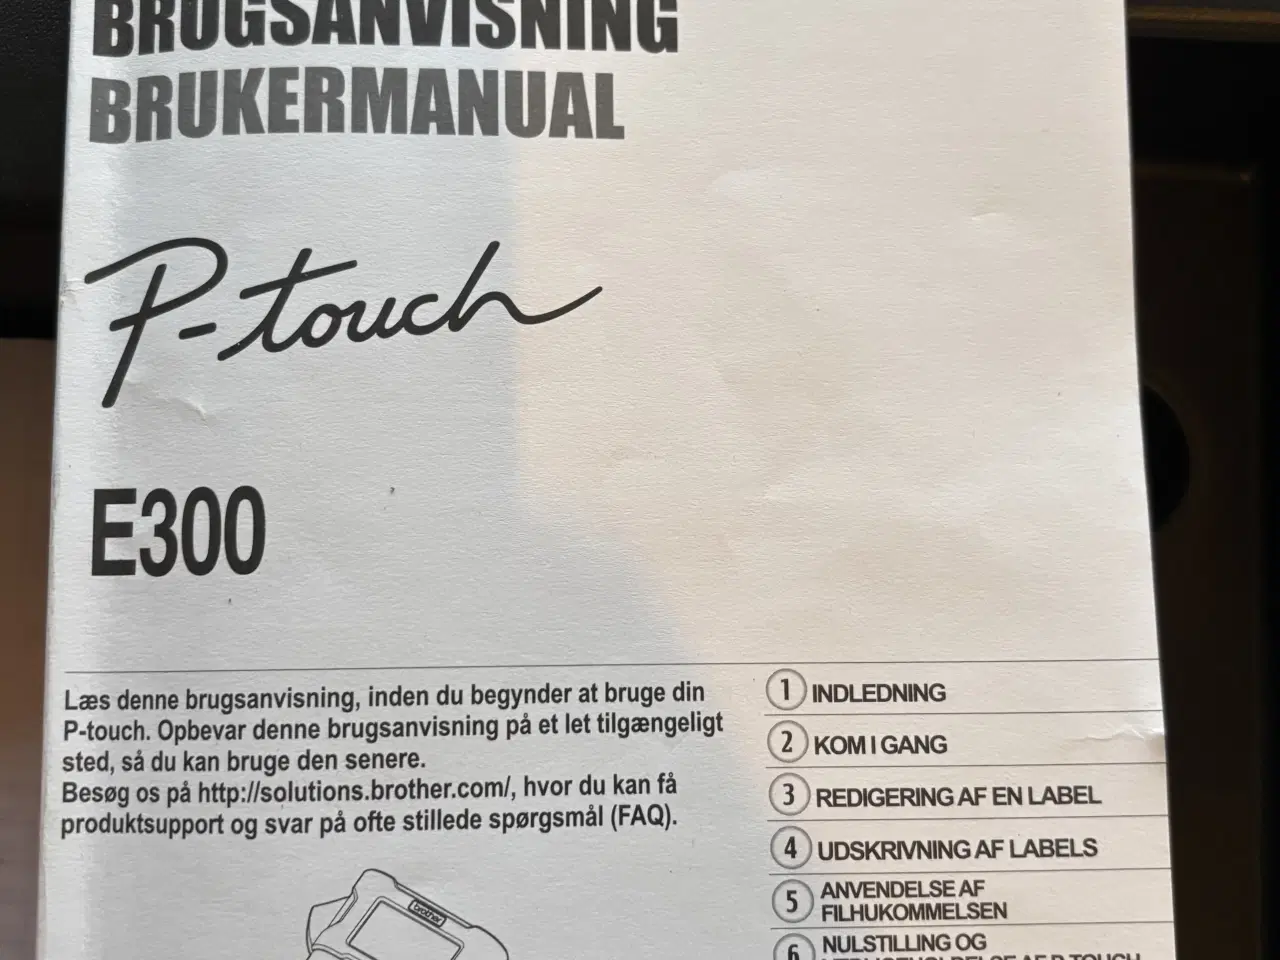 BRUGSANVISNING
BRUKERMANUAL
P-touch
E300
Læs denne brugsanvisning, inden du begynder at bruge din
P-touch. Opbevar denne brugsanvisning på et let tilgængeligt
sted, så du kan bruge den senere.
Besøg os på http://solutions.brother.com/, hvor du kan få
produktsupport og svar på ofte stillede spørgsmål (FAQ).
brother
1 INDLEDNING
2 KOM I GANG
3 REDIGERING AF EN LABEL
4 UDSKRIVNING AF LABELS
5 ANVENDELSE AF
FILHUKOMMELSEN
6 NULSTILLING OG
VEDLIGEHOLDELSE AF P-TOUCH